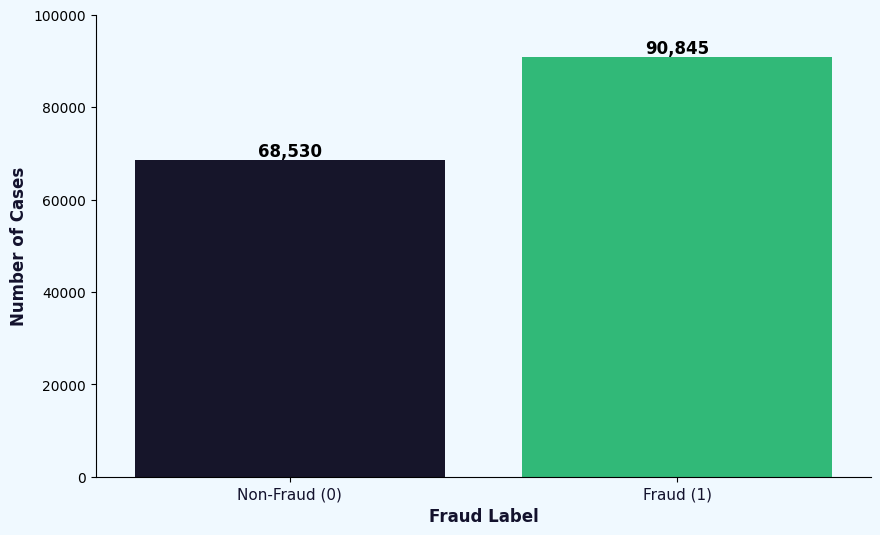 100000
80000
60000
40000
20000
0
Number of Cases
68,530
90,845
Non-Fraud (0)
Fraud (1)
Fraud Label